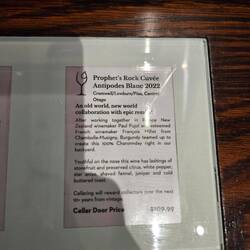 Prophet's Rock Cuvée
Antipodes Blanc 2022
Cromwell/Lowburn/Pisa, Central
Otago
An old world, new world
collaboration with epic
After working together in
New Zealand winemaker Paul Pujol and esteemed
French winemaker François Millet from
Chambolle-Musigny, Burgundy teamed up to
create this 100% Chardonnay right in our
backyard.
Youthful on the nose this wine has lashings of
stonefruit and preserved citrus, white pepper,
star anise, shaved fennel, juniper and cold
buttered toast.
Cellaring will reward collectors over the next
10+ years from vintage.
Cellar Door Price $109.99